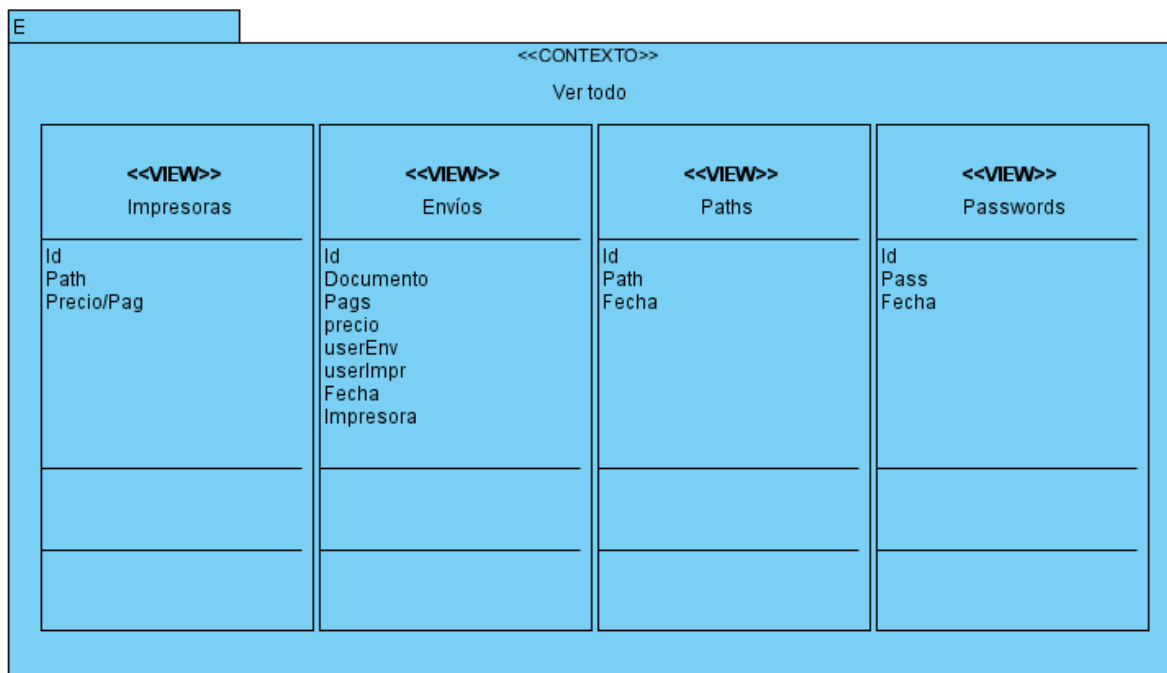 E
<<CONTEXTO>>
Ver todo
<<VIEW>>
Impresoras
Id
Path
Precio/Pag
<<VIEW>>
Envíos
Id
Documento
Pags
precio
userEnv
userImpr
Fecha
Impresora
<<VIEW>>
Paths
Id
Path
Fecha
<<VIEW>>
Passwords
Id
Pass
Fecha